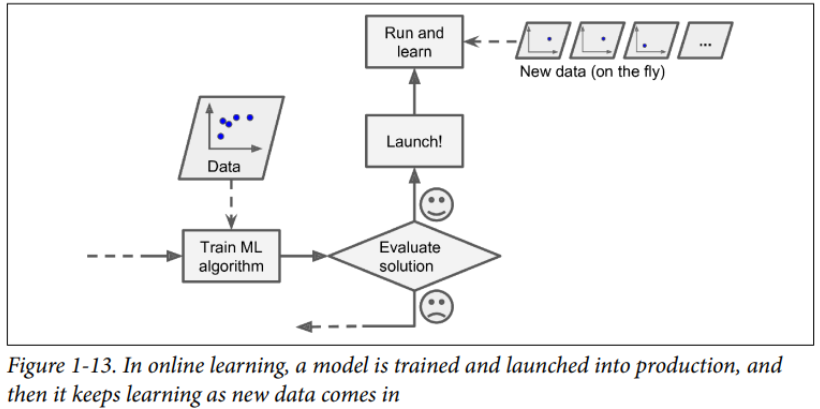 Run and
learn
...
New data (on the fly)
Launch!
Data
Train ML
algorithm
Evaluate
solution
Figure 1-13. In online learning, a model is trained and launched into production, and
then it keeps learning as new data comes in